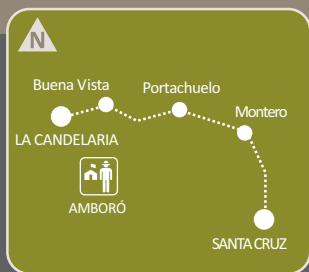 N
Buena Vista
Portachuelo
Montero
LA CANDELARIA
AMBORÓ
SANTA CRUZ